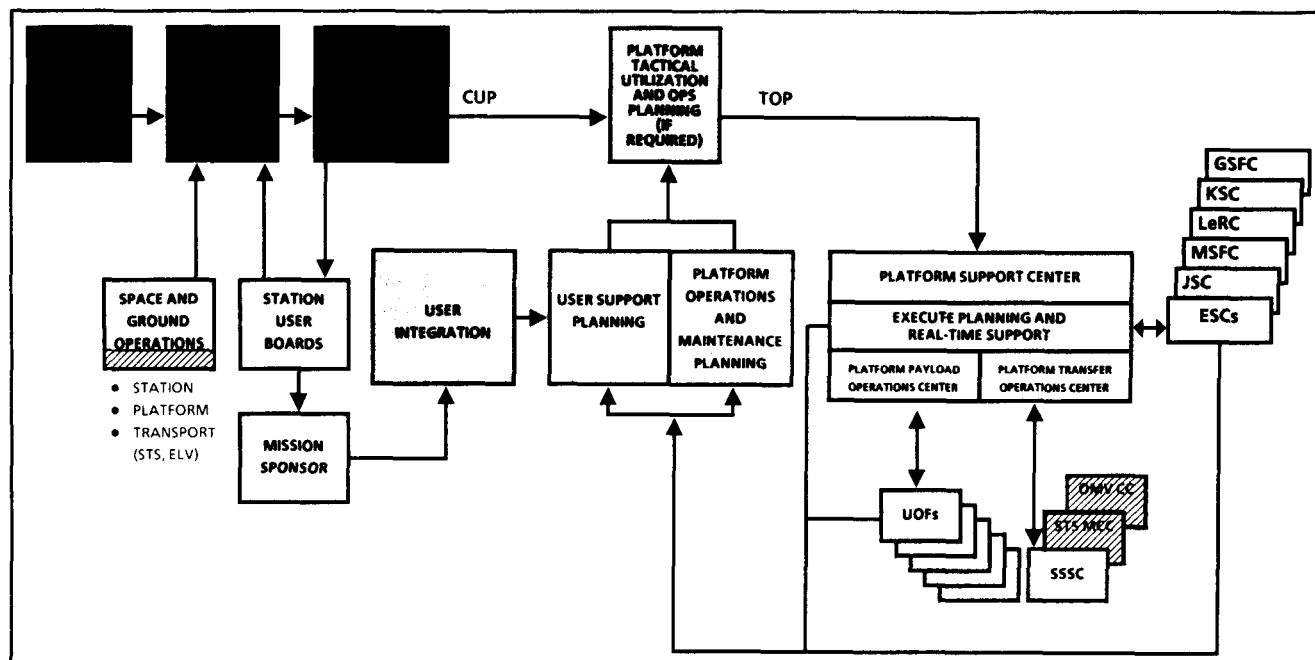 PLATFORM
TACTICAL
UTILIZATION
AND OPS
PLANNING
(IF
REQUIRED)
CUP
TOP
GSFC
KSC
LeRC
MSFC
JSC
ESCs
SPACE AND
GROUND
OPERATIONS
● STATION
● PLATFORM
● TRANSPORT
(STS, ELV)
STATION
USER
BOARDS
MISSION
SPONSOR
USER
INTEGRATION
USER SUPPORT
PLANNING
PLATFORM
OPERATIONS
AND
MAINTENANCE
PLANNING
PLATFORM SUPPORT CENTER
EXECUTE PLANNING AND
REAL-TIME SUPPORT
PLATFORM PAYLOAD
OPERATIONS CENTER
PLATFORM TRANSFER
OPERATIONS CENTER
UOFs
OMV CC
STS MCC
SSSC